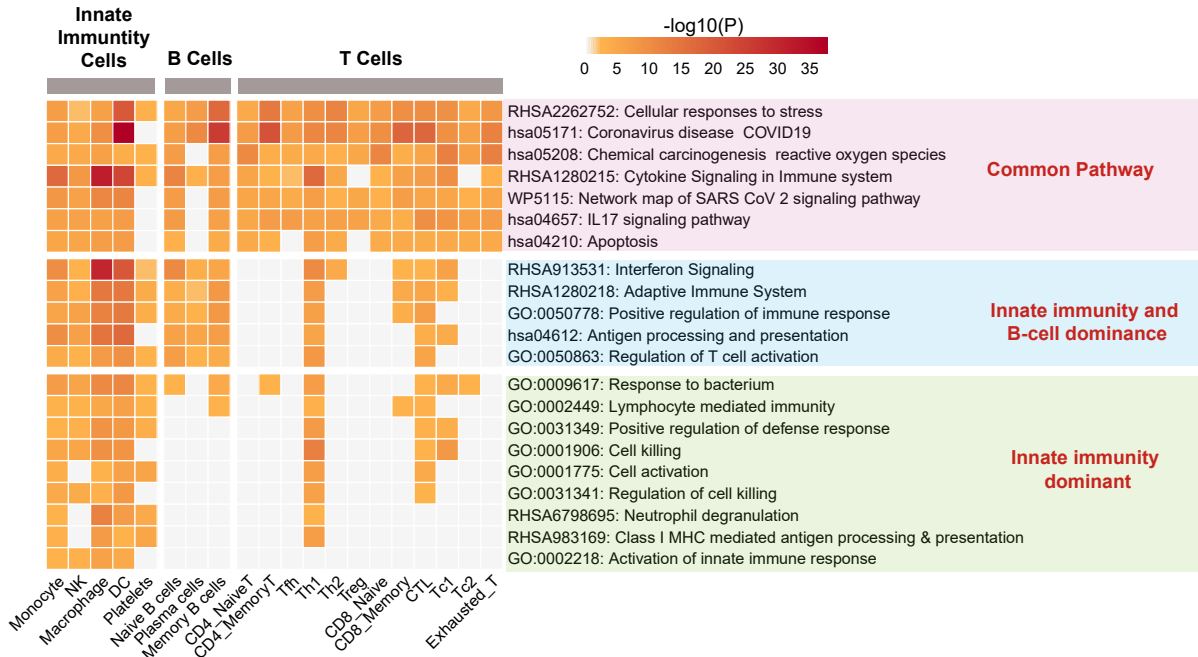 Innate
Immuntity
Cells
B Cells
T Cells
-log10(P)
0 5 10 15 20 25 30 35
RHSA2262752: Cellular responses to stress
hsa05171: Coronavirus disease COVID19
hsa05208: Chemical carcinogenesis reactive oxygen species
RHSA1280215: Cytokine Signaling in Immune system
WP5115: Network map of SARS CoV 2 signaling pathway
hsa04657: IL17 signaling pathway
hsa04210: Apoptosis
Common Pathway
RHSA913531: Interferon Signaling
RHSA1280218: Adaptive Immune System
GO:0050778: Positive regulation of immune response
hsa04612: Antigen processing and presentation
GO:0050863: Regulation of T cell activation
Innate immunity and
B-cell dominance
GO:0009617: Response to bacterium
GO:0002449: Lymphocyte mediated immunity
GO:0031349: Positive regulation of defense response
GO:0001906: Cell killing
GO:0001775: Cell activation
GO:0031341: Regulation of cell killing
RHSA6798695: Neutrophil degranulation
RHSA983169: Class I MHC mediated antigen processing & presentation
GO:0002218: Activation of innate immune response
Innate immunity
dominant
Monocyte
NK
Macrophage
DC
Platelets
Naive B cells
Plasma cells
Memory B cells
CD4_NaiveT
CD4_MemoryT
Tfh
Th1
Th2
Treg
CD8_Naive
CD8_Memory
CTL
Tc1
Tc2
Exhausted_T